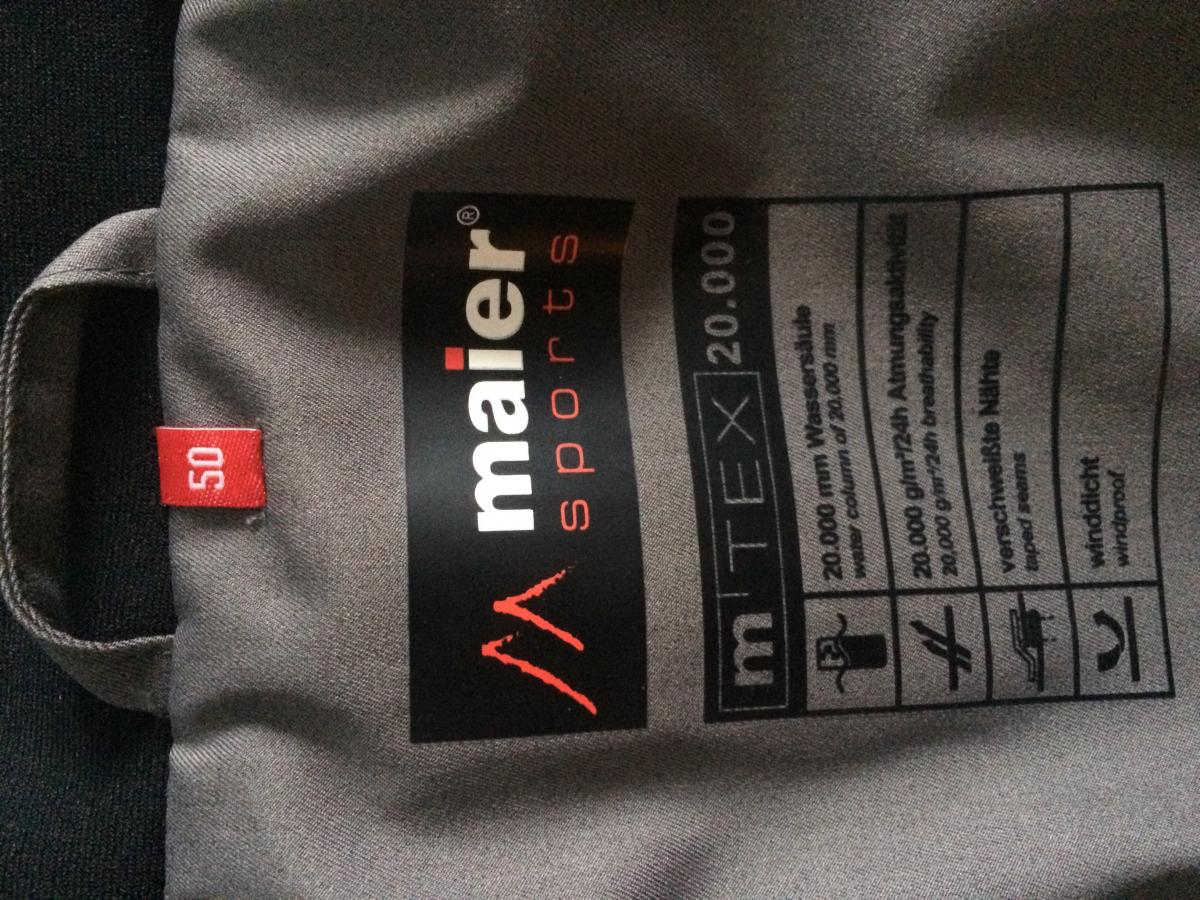 50
maier®
sports
mTEX 20.000
20.000 mm Wassersäule
water column of 20.000 mm
20.000 g/m²/24h Atmungsaktivität
20.000 g/m²/24h breathability
verschweißte Nähte
taped seams
winddicht
windproof